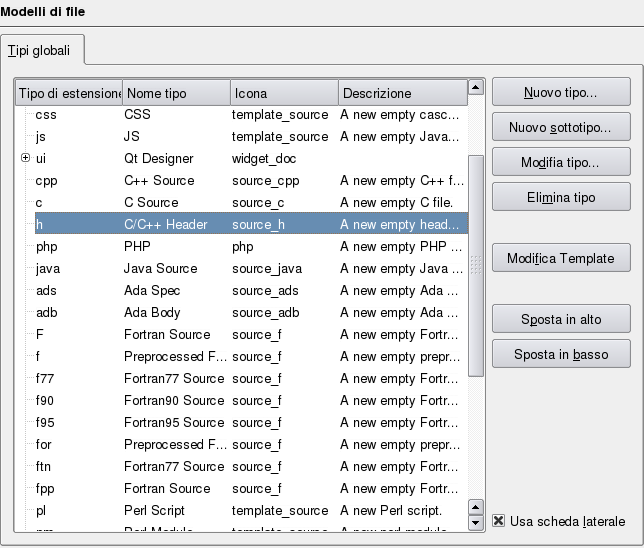 Modelli di file
Tipi globali
Tipo di estensione Nome tipo Icona Descrizione
css CSS template_source A new empty casc...
js JS template_source A new empty Java...
ui Qt Designer widget_doc
cpp C++ Source source_cpp A new empty C++ f...
c C Source source_c A new empty C file.
h C/C++ Header source_h A new empty head...
php PHP php A new empty PHP ...
java Java Source source_java A new empty Java ...
ads Ada Spec source_ads A new empty Ada ...
adb Ada Body source_adb A new empty Ada ...
F Fortran Source source_f A new empty Fortr...
f Preprocessed F... source_f A new empty prepr...
f77 Fortran77 Source source_f A new empty Fortr...
f90 Fortran90 Source source_f A new empty Fortr...
f95 Fortran95 Source source_f A new empty Fortr...
for Preprocessed F... source_f A new empty prepr...
ftn Fortran77 Source source_f A new empty Fortr...
fpp Fortran Source source_f A new empty Fortr...
pl Perl Script template_source A new Perl script.
pm Perl Module template_source A new perl module
Nuovo tipo...
Nuovo sottotipo...
Modifia tipo...
Elimina tipo
Modifica Template
Sposta in alto
Sposta in basso
Usa scheda laterale